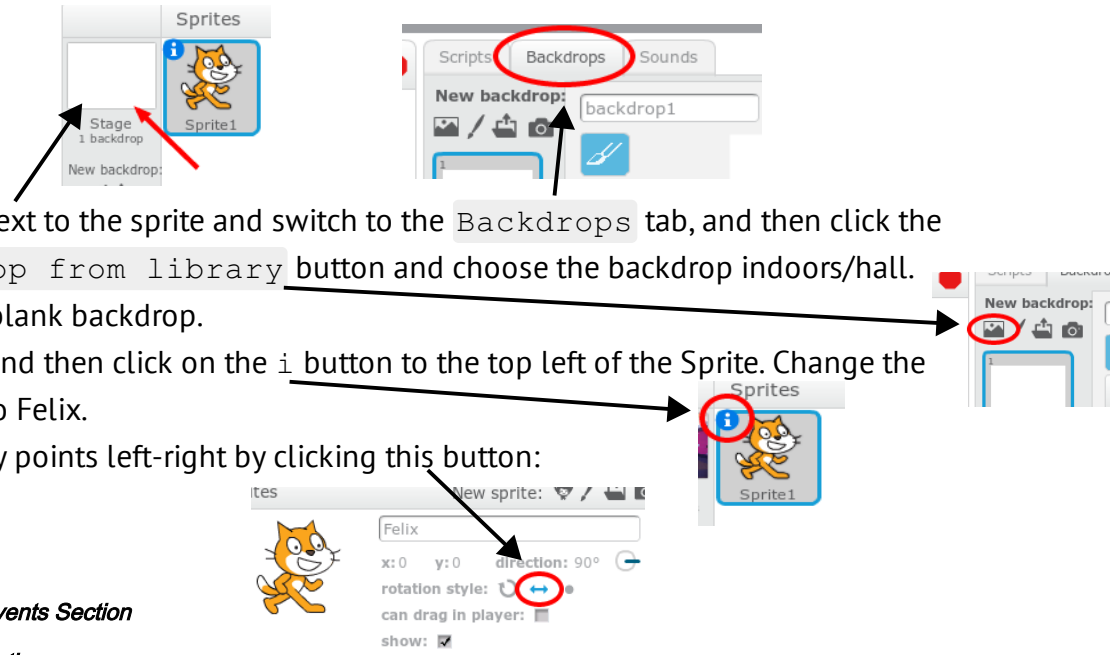 Sprites
Stage
1 backdrop
Sprite1
New backdrop:
Scripts Backdrops Sounds
New backdrop:
backdrop1
1
ext to the sprite and switch to the Backdrops tab, and then click the
op from library button and choose the backdrop indoors/hall.
lank backdrop.
nd then click on the i button to the top left of the Sprite. Change the
o Felix.
y points left-right by clicking this button:
New backdrop:
1
Sprites
i
Sprite1
ites New sprite:
Felix
x: 0 y: 0 direction: 90°
rotation style:
can drag in player:
show:
vents Section